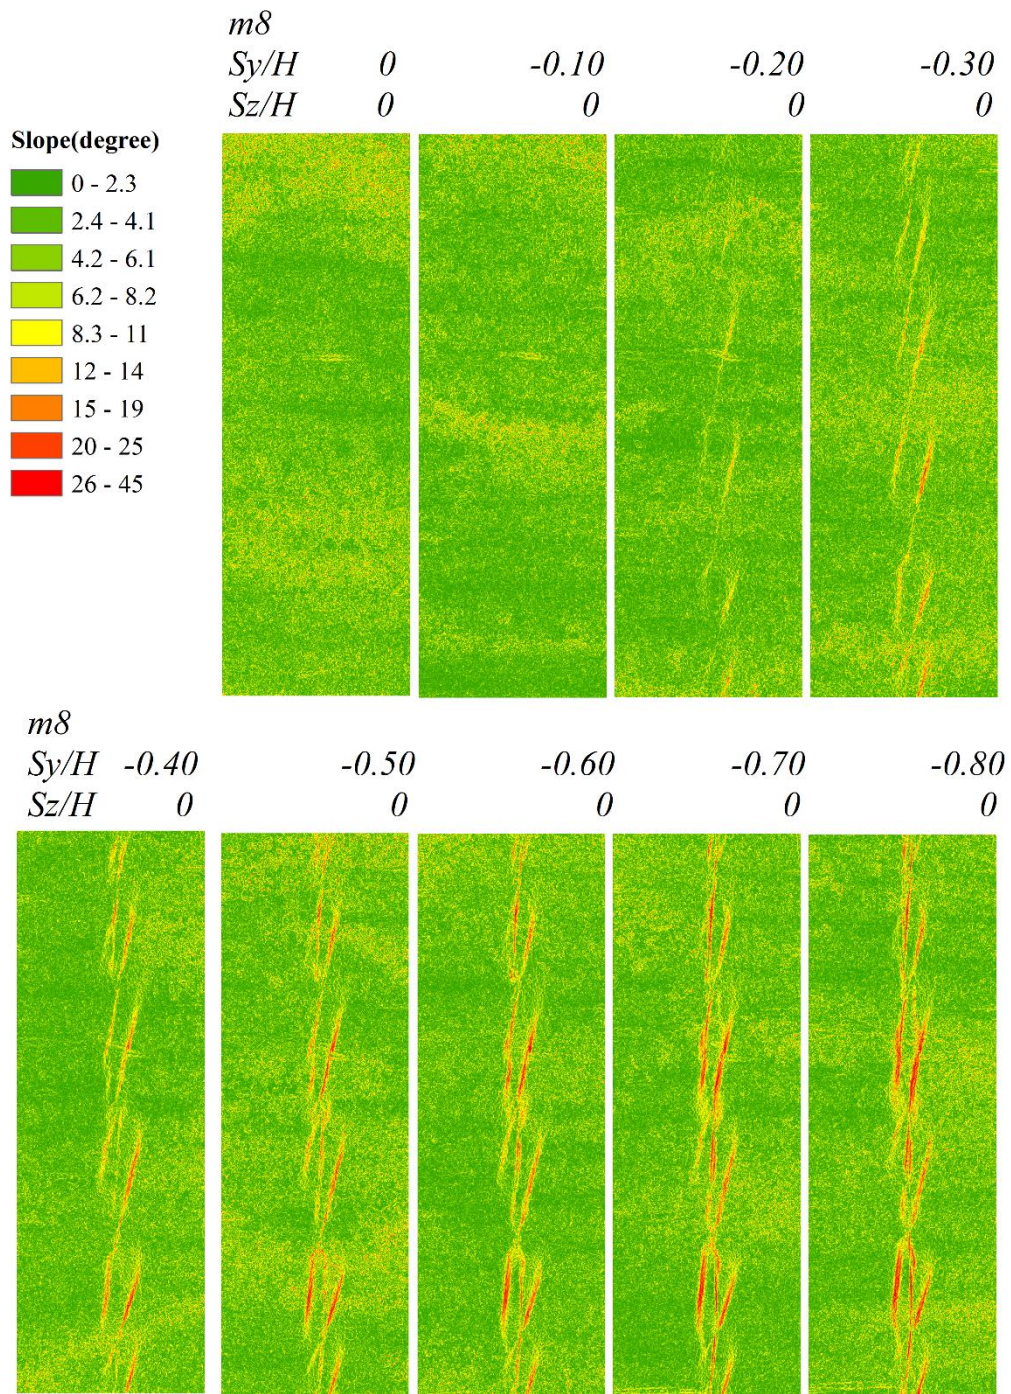 m8
Sy/H 0 -0.10 -0.20 -0.30
Sz/H 0 0 0 0
Slope(degree)
0 - 2.3
2.4 - 4.1
4.2 - 6.1
6.2 - 8.2
8.3 - 11
12 - 14
15 - 19
20 - 25
26 - 45
m8
Sy/H -0.40 -0.50 -0.60 -0.70 -0.80
Sz/H 0 0 0 0 0